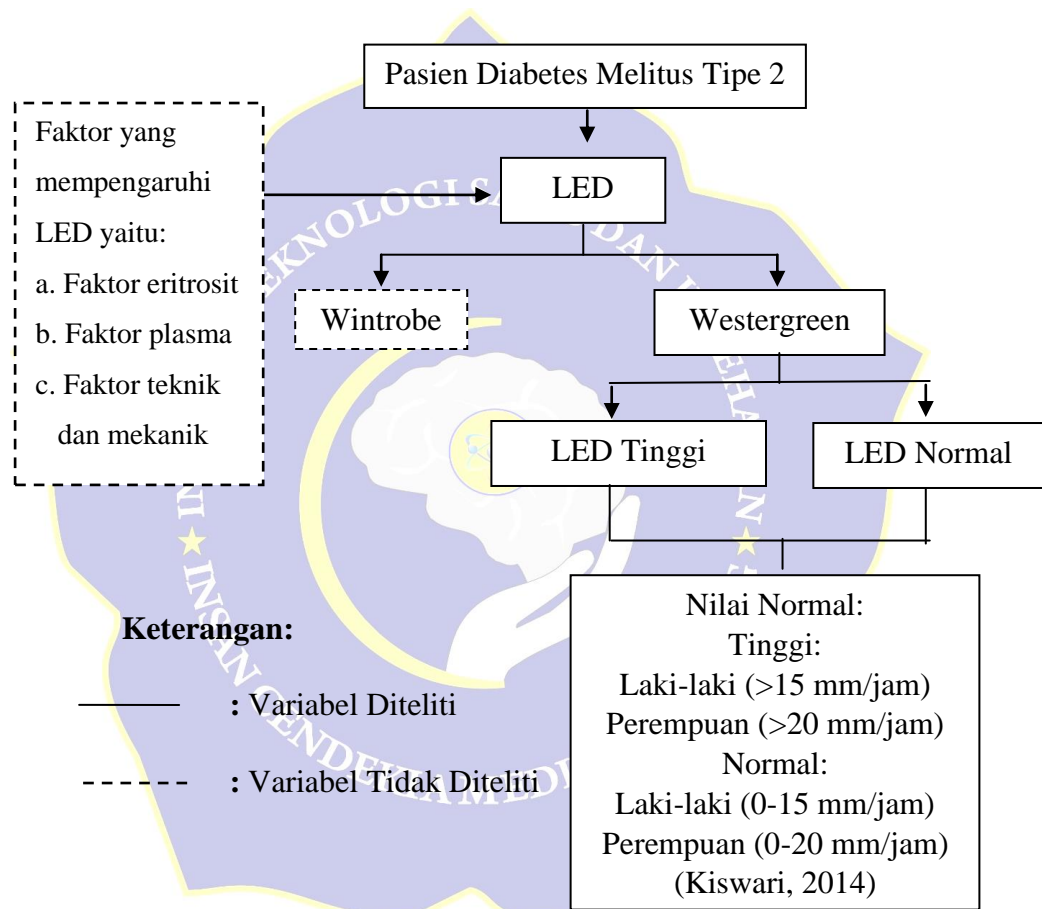 Pasien Diabetes Melitus Tipe 2
Faktor yang
mempengaruhi
LED yaitu:
a. Faktor eritrosit
b. Faktor plasma
c. Faktor teknik
dan mekanik
LED
Wintrobe
Westergreen
LED Tinggi
LED Normal
Nilai Normal:
Tinggi:
Laki-laki (>15 mm/jam)
Perempuan (>20 mm/jam)
Normal:
Laki-laki (0-15 mm/jam)
Perempuan (0-20 mm/jam)
(Kiswari, 2014)
Keterangan:
: Variabel Diteliti
: Variabel Tidak Diteliti
INSAN CENDEKIA MEDI